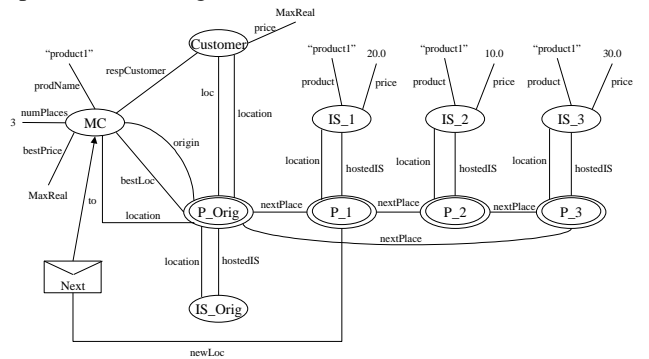 MaxReal
price
Customer
"product1"
"product1"
20.0
"product1"
10.0
"product1"
30.0
prodName
respCustomer
loc
product
price
product
price
product
price
3
numPlaces
MC
location
IS_1
IS_2
IS_3
bestPrice
origin
MaxReal
bestLoc
location
hostedIS
location
hostedIS
location
hostedIS
to
location
P_Orig
nextPlace
P_1
nextPlace
P_2
nextPlace
P_3
nextPlace
location
hostedIS
Next
IS_Orig
newLoc